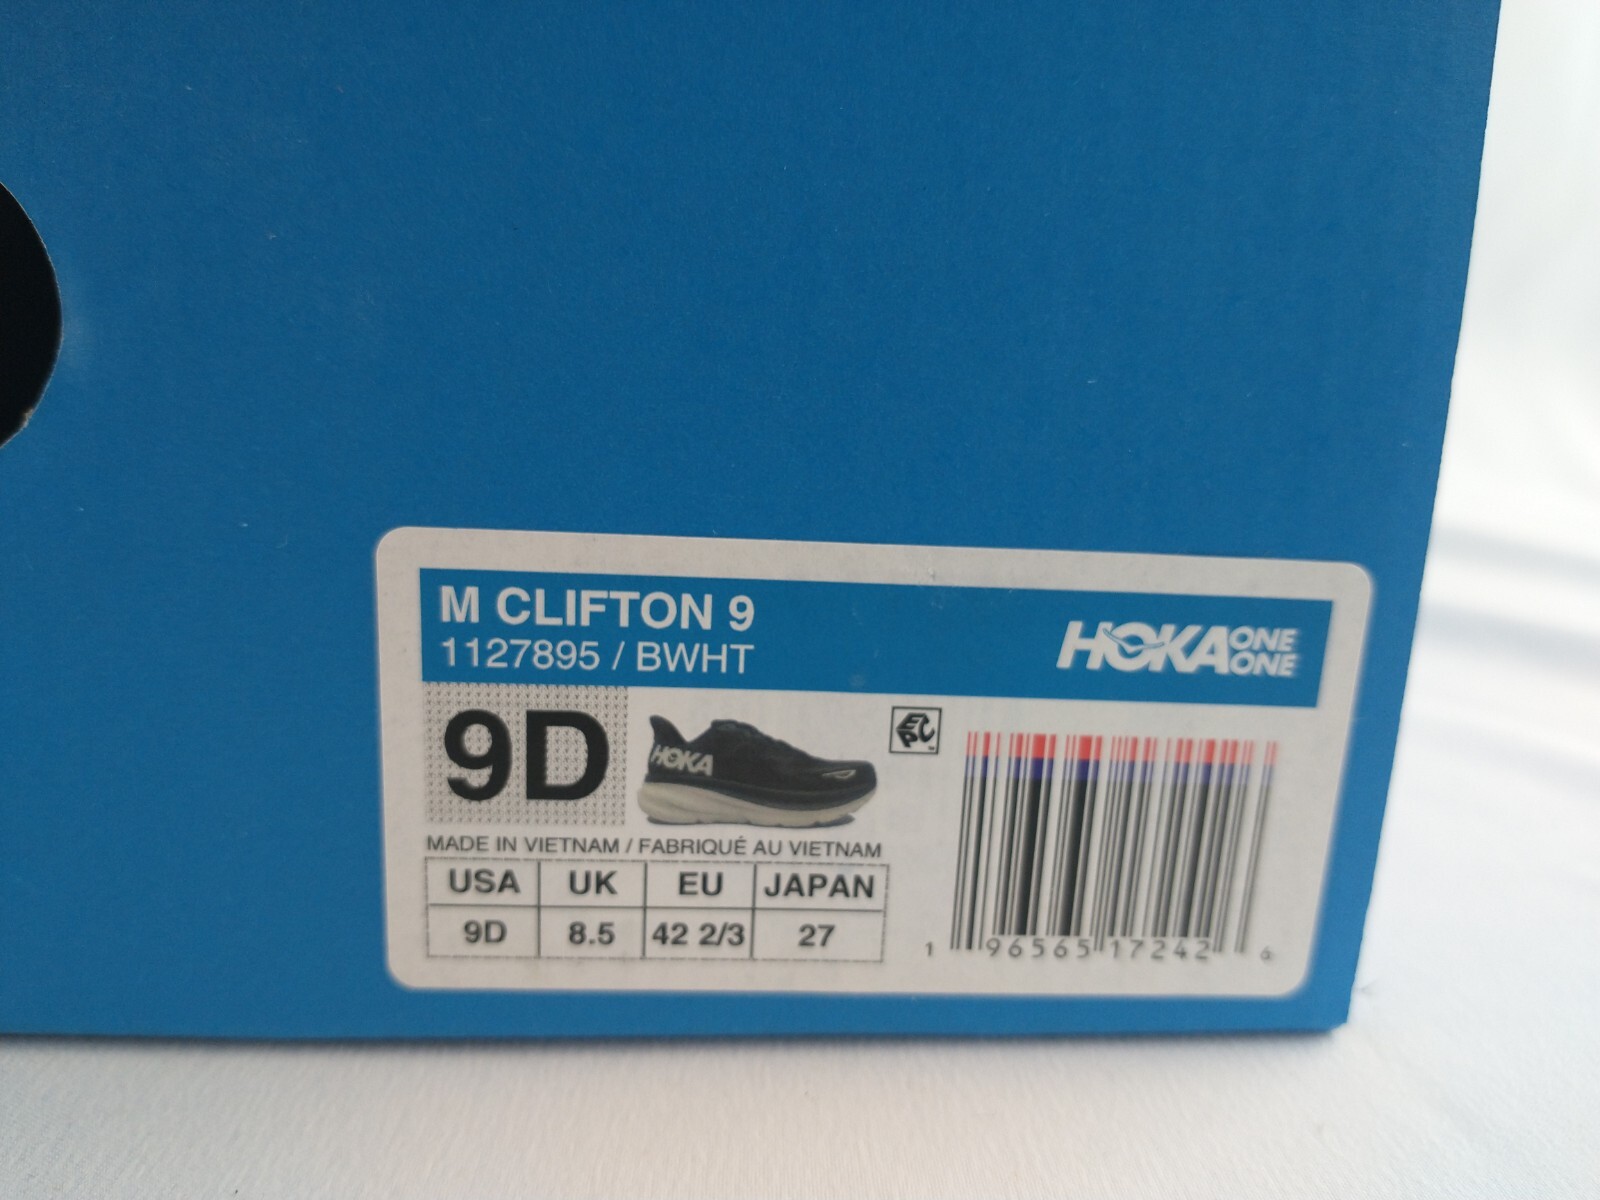 M CLIFTON 9
1127895 / BWHT
HOKA ONE ONE
9D
HOKA
EPC
MADE IN VIETNAM / FABRIQUÉ AU VIETNAM
USA UK EU JAPAN
9D 8.5 42 2/3 27
1 96565 17242 6